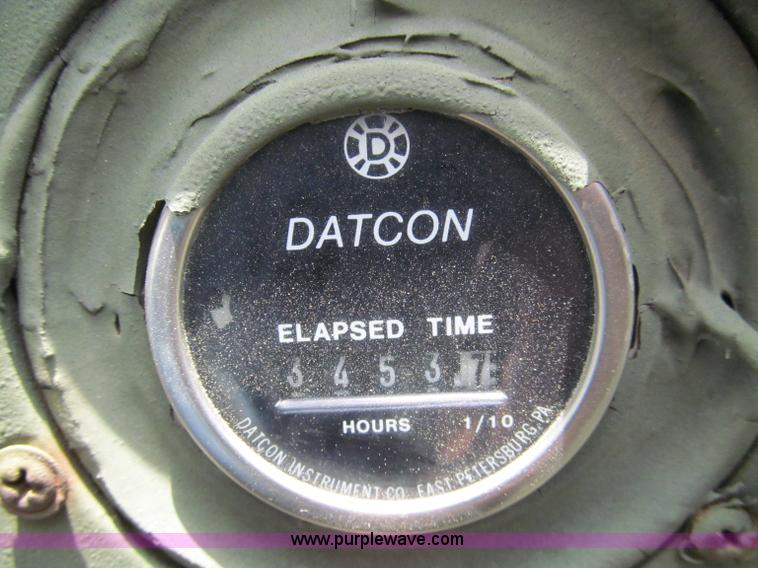 D
DATCON
ELAPSED TIME
3 4 5 3 .7
HOURS 1/10
DATCON INSTRUMENT CO. EAST PETERSBURG, PA
www.purplewave.com